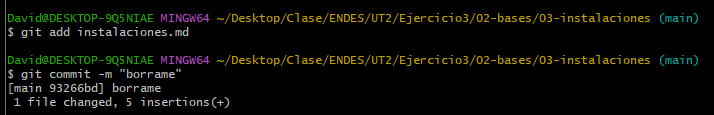 David@DESKTOP-9Q5NIAE MINGW64 ~/Desktop/Clase/ENDES/UT2/Ejercicio3/02-bases/03-instalaciones (main)
$ git add instalaciones.md
David@DESKTOP-9Q5NIAE MINGW64 ~/Desktop/Clase/ENDES/UT2/Ejercicio3/02-bases/03-instalaciones (main)
$ git commit -m "borrame"
[main 93266bd] borrame
 1 file changed, 5 insertions(+)